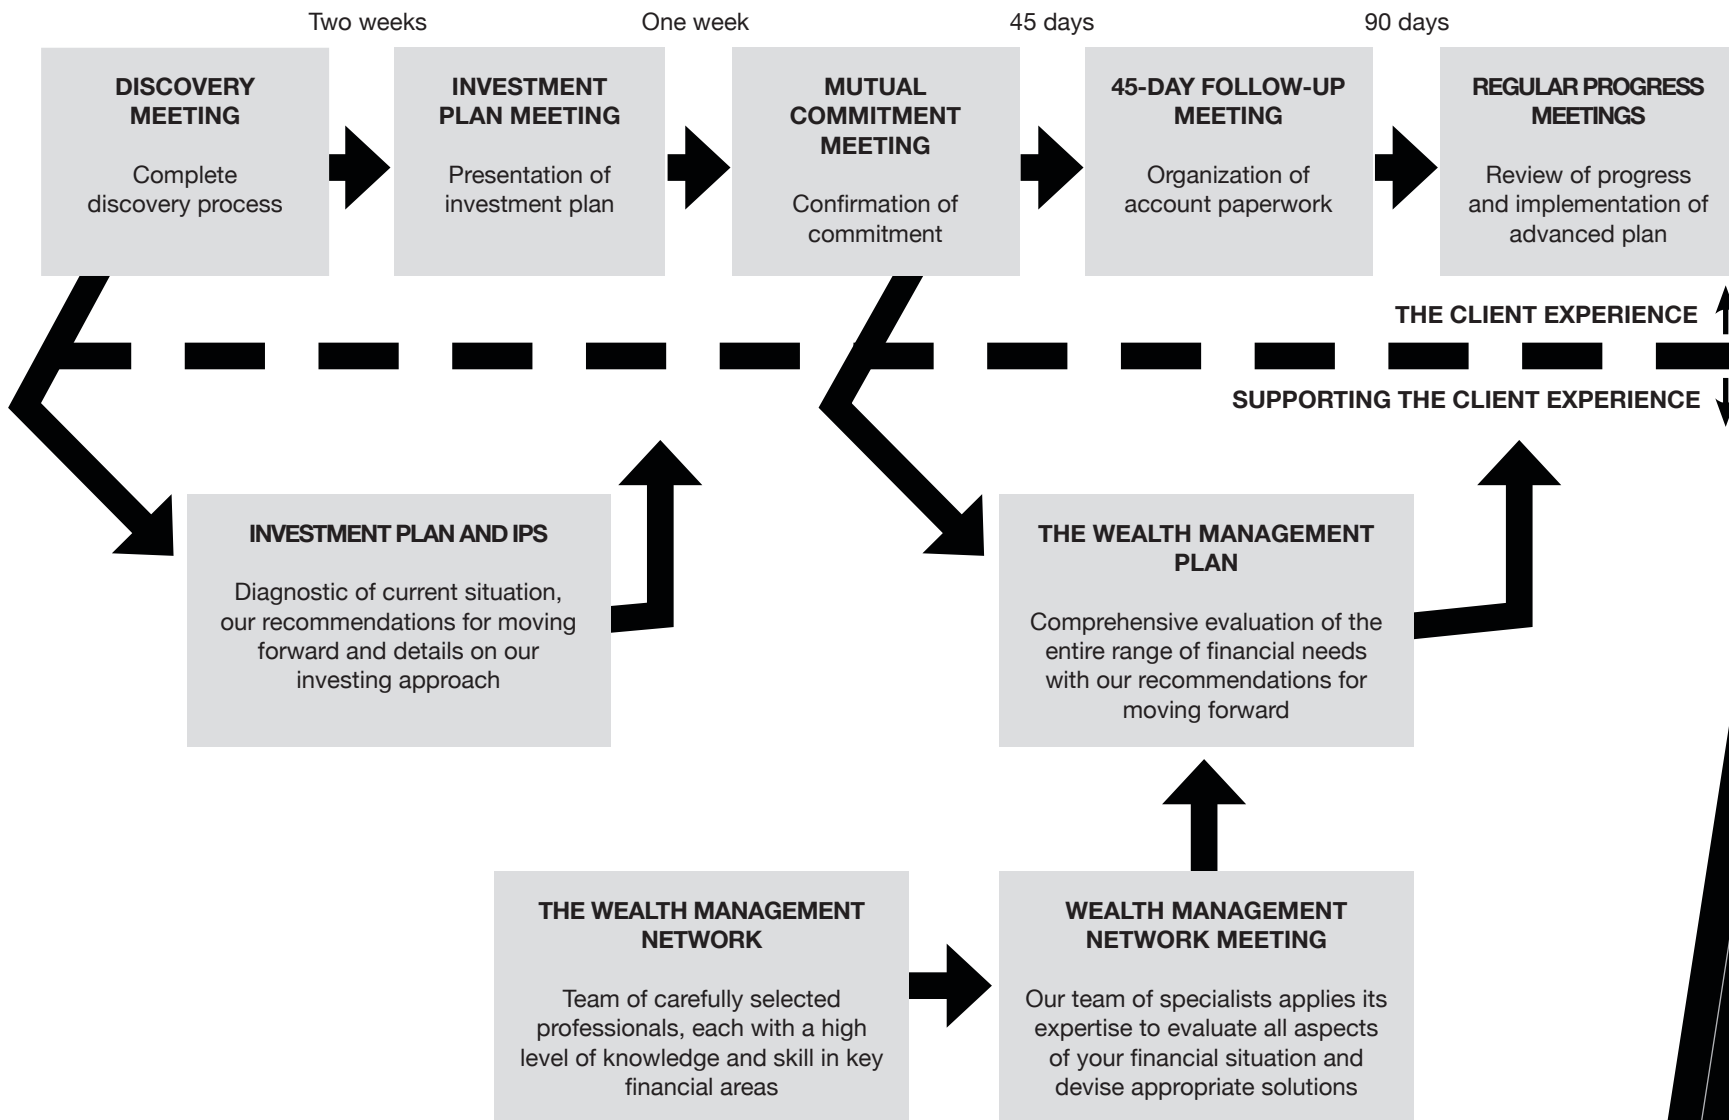 Two weeks
One week
45 days
90 days
DISCOVERY
MEETING
Complete
discovery process
INVESTMENT
PLAN MEETING
Presentation of
investment plan
MUTUAL
COMMITMENT
MEETING
Confirmation of
commitment
45-DAY FOLLOW-UP
MEETING
Organization of
account paperwork
REGULAR PROGRESS
MEETINGS
Review of progress
and implementation of
advanced plan
THE CLIENT EXPERIENCE
SUPPORTING THE CLIENT EXPERIENCE
INVESTMENT PLAN AND IPS
Diagnostic of current situation,
our recommendations for moving
forward and details on our
investing approach
THE WEALTH MANAGEMENT
PLAN
Comprehensive evaluation of the
entire range of financial needs
with our recommendations for
moving forward
THE WEALTH MANAGEMENT
NETWORK
Team of carefully selected
professionals, each with a high
level of knowledge and skill in key
financial areas
WEALTH MANAGEMENT
NETWORK MEETING
Our team of specialists applies its
expertise to evaluate all aspects
of your financial situation and
devise appropriate solutions